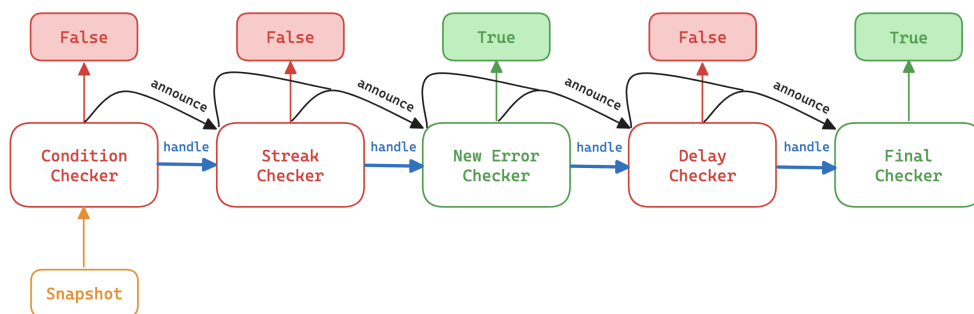 False
False
True
False
True
announce
announce
announce
announce
handle
handle
handle
handle
Condition
Checker
Streak
Checker
New Error
Checker
Delay
Checker
Final
Checker
Snapshot